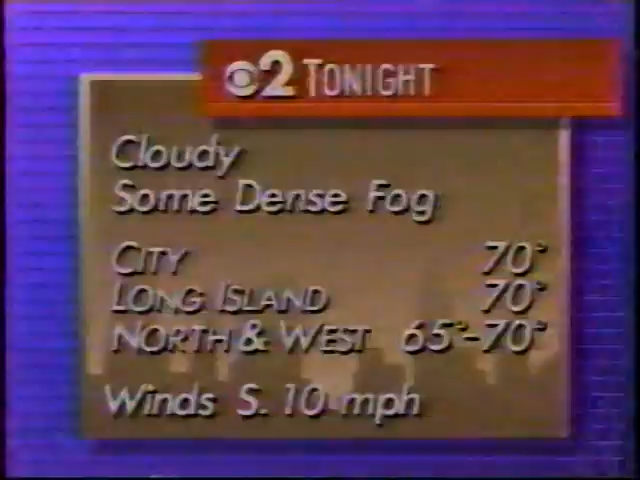 2 TONIGHT
Cloudy
Some Dense Fog
CITY 70°
LONG ISLAND 70°
NORTH & WEST 65°-70°
Winds S. 10 mph